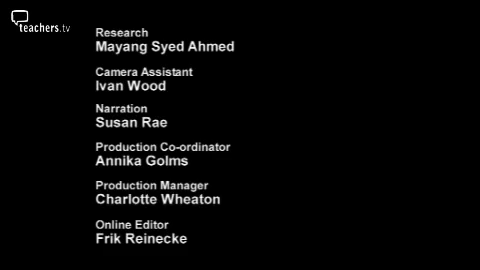 teachers.tv
Research
Mayang Syed Ahmed
Camera Assistant
Ivan Wood
Narration
Susan Rae
Production Co-ordinator
Annika Golms
Production Manager
Charlotte Wheaton
Online Editor
Frik Reinecke